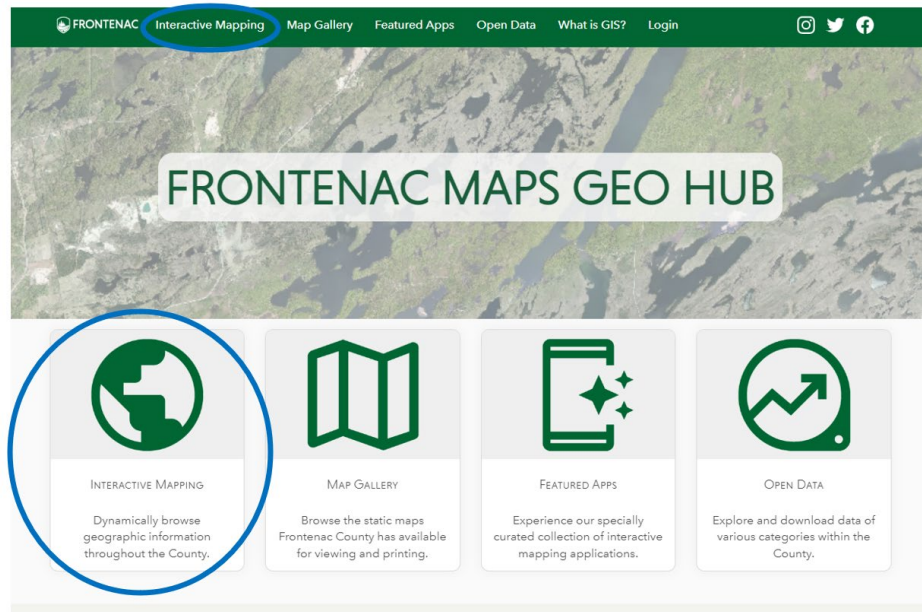 FRONTENAC Interactive Mapping Map Gallery Featured Apps Open Data What is GIS? Login
FRONTENAC MAPS GEO HUB
INTERACTIVE MAPPING
Dynamically browse
geographic information
throughout the County.
MAP GALLERY
Browse the static maps
Frontenac County has available
for viewing and printing.
FEATURED APPS
Experience our specially
curated collection of interactive
mapping applications.
OPEN DATA
Explore and download data of
various categories within the
County.